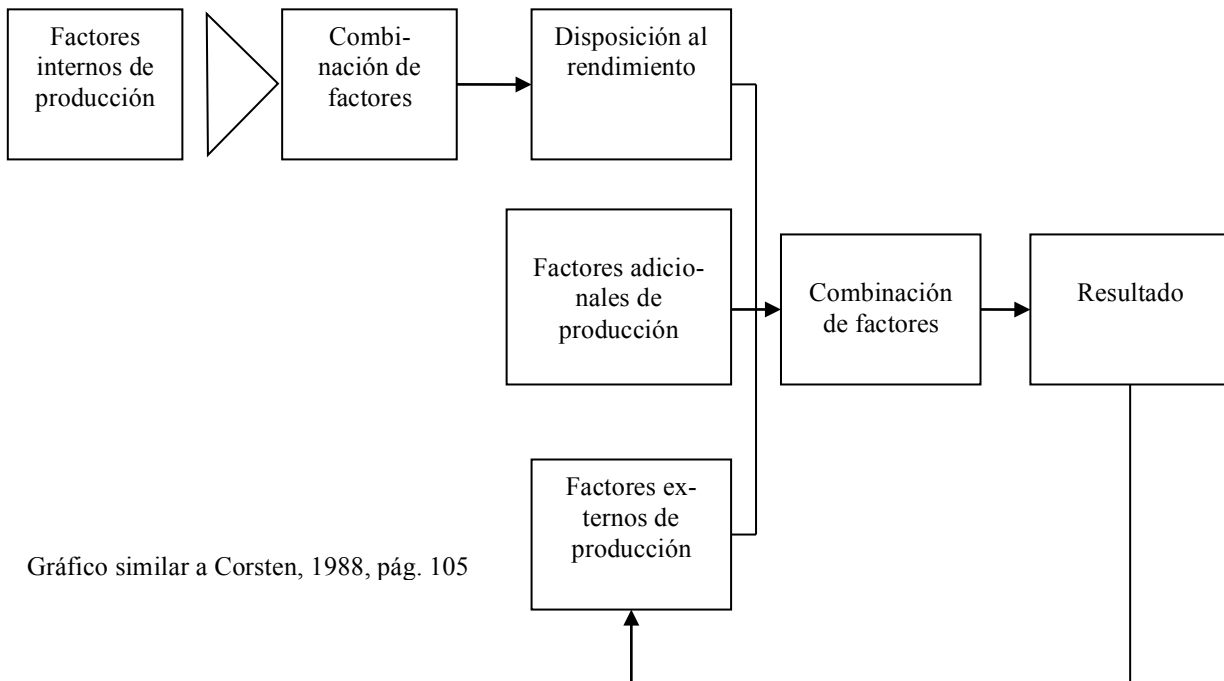 Factores
internos de
producción
Combi-
nación de
factores
Disposición al
rendimiento
Factores adicio-
nales de
producción
Combinación
de factores
Resultado
Factores ex-
ternos de
producción
Gráfico similar a Corsten, 1988, pág. 105